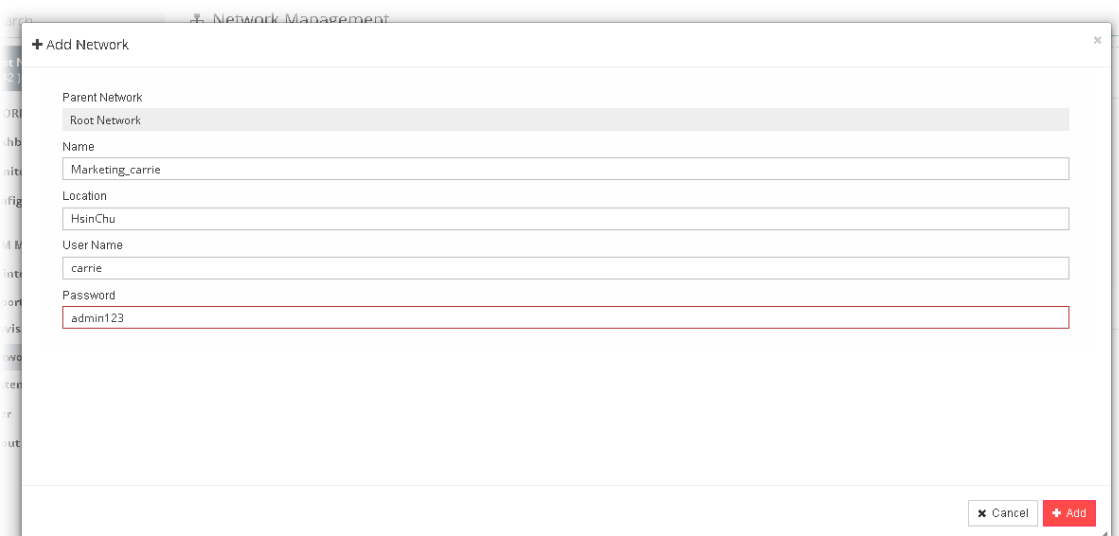 Network Management
+ Add Network
×
Parent Network
Root Network
Name
Marketing_carrie
Location
HsinChu
User Name
carrie
Password
admin123
× Cancel
+ Add